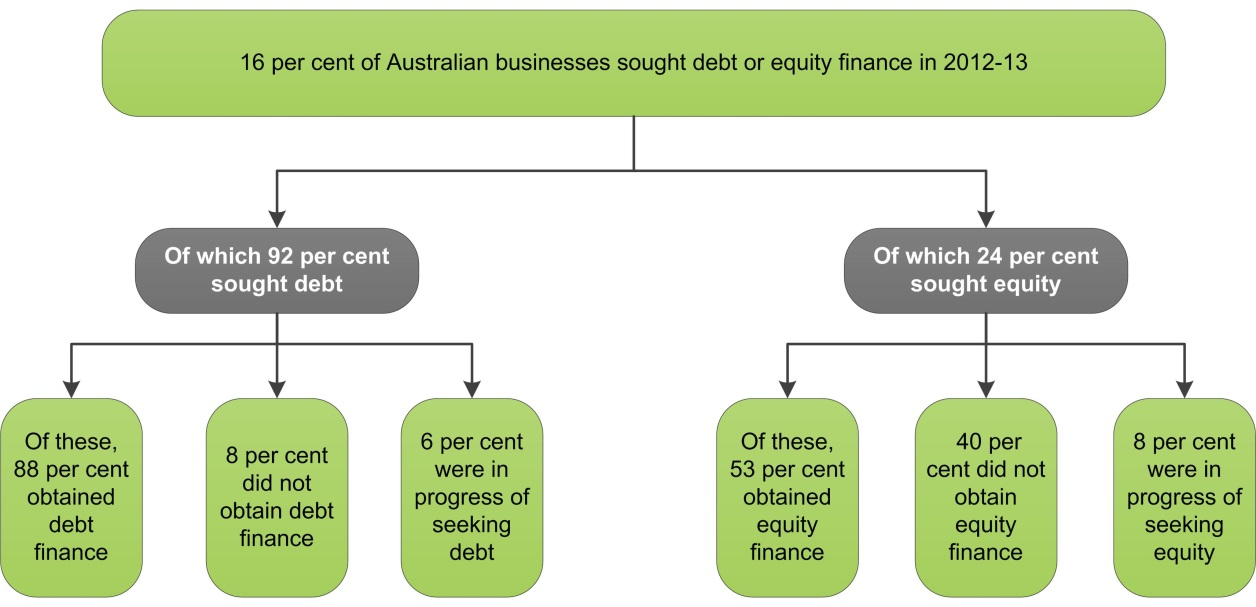 16 per cent of Australian businesses sought debt or equity finance in 2012-13
Of which 92 per cent
sought debt
Of which 24 per cent
sought equity
Of these,
88 per cent
obtained
debt
finance
8 per cent
did not
obtain debt
finance
6 per cent
were in
progress of
seeking
debt
Of these,
53 per cent
obtained
equity
finance
40 per
cent did not
obtain
equity
finance
8 per cent
were in
progress of
seeking
equity